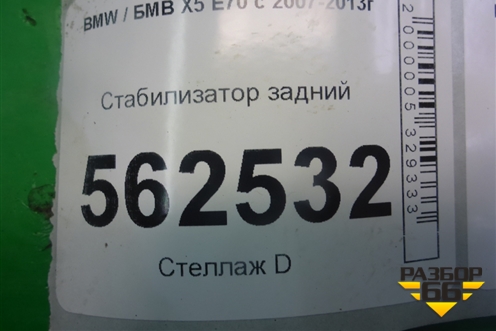 BMW / БМВ X5 E70 с 2007-2013г
Стабилизатор задний
562532
Стеллаж D
2000005329333
РАЗБОР
66